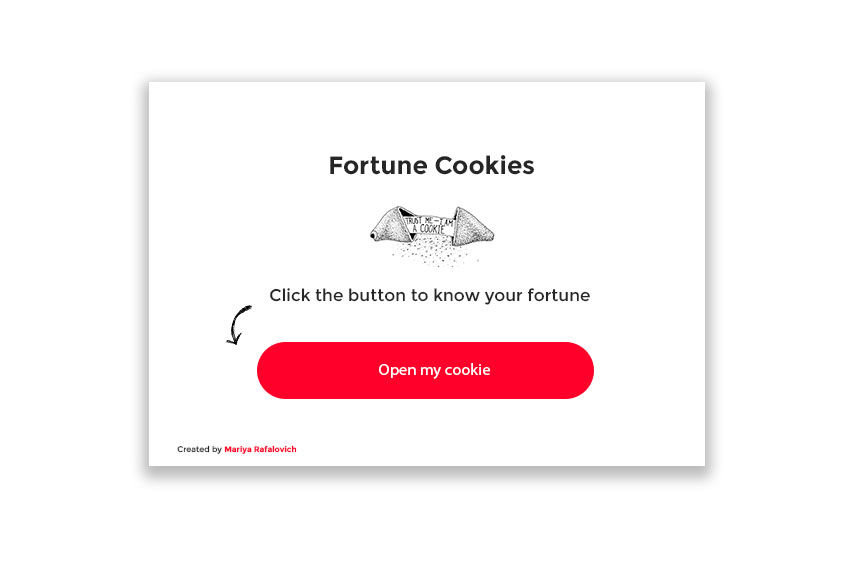 Fortune Cookies
TRUST ME - I AM
A COOKIE
Click the button to know your fortune
Open my cookie
Created by Mariya Rafalovich